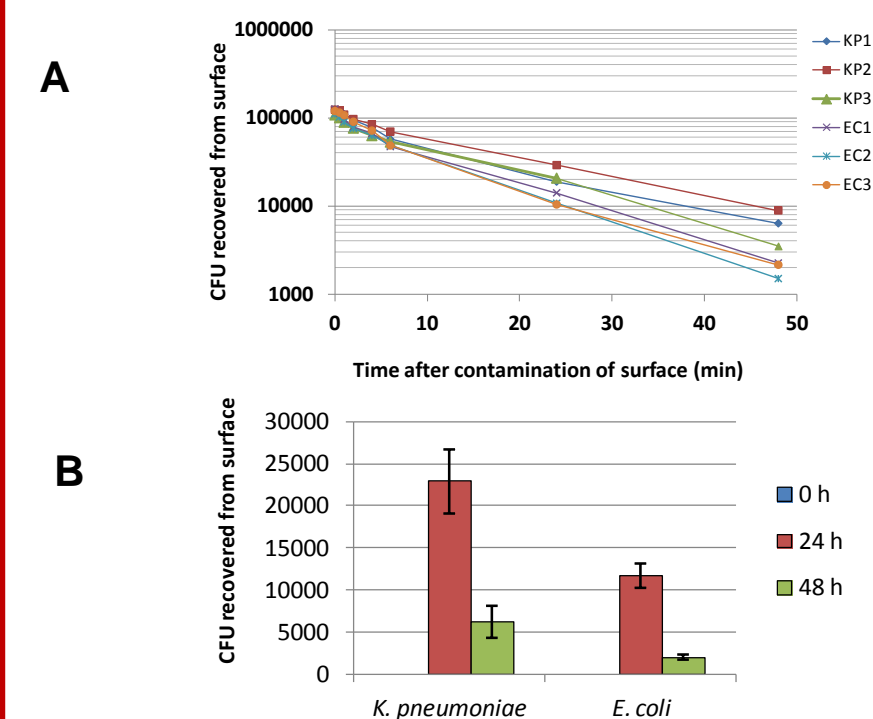 A
CFU recovered from surface
1000000
100000
10000
1000
0 10 20 30 40 50
Time after contamination of surface (min)
KP1
KP2
KP3
EC1
EC2
EC3
B
CFU recovered from surface
30000
25000
20000
15000
10000
5000
0
K. pneumoniae E. coli
0 h
24 h
48 h